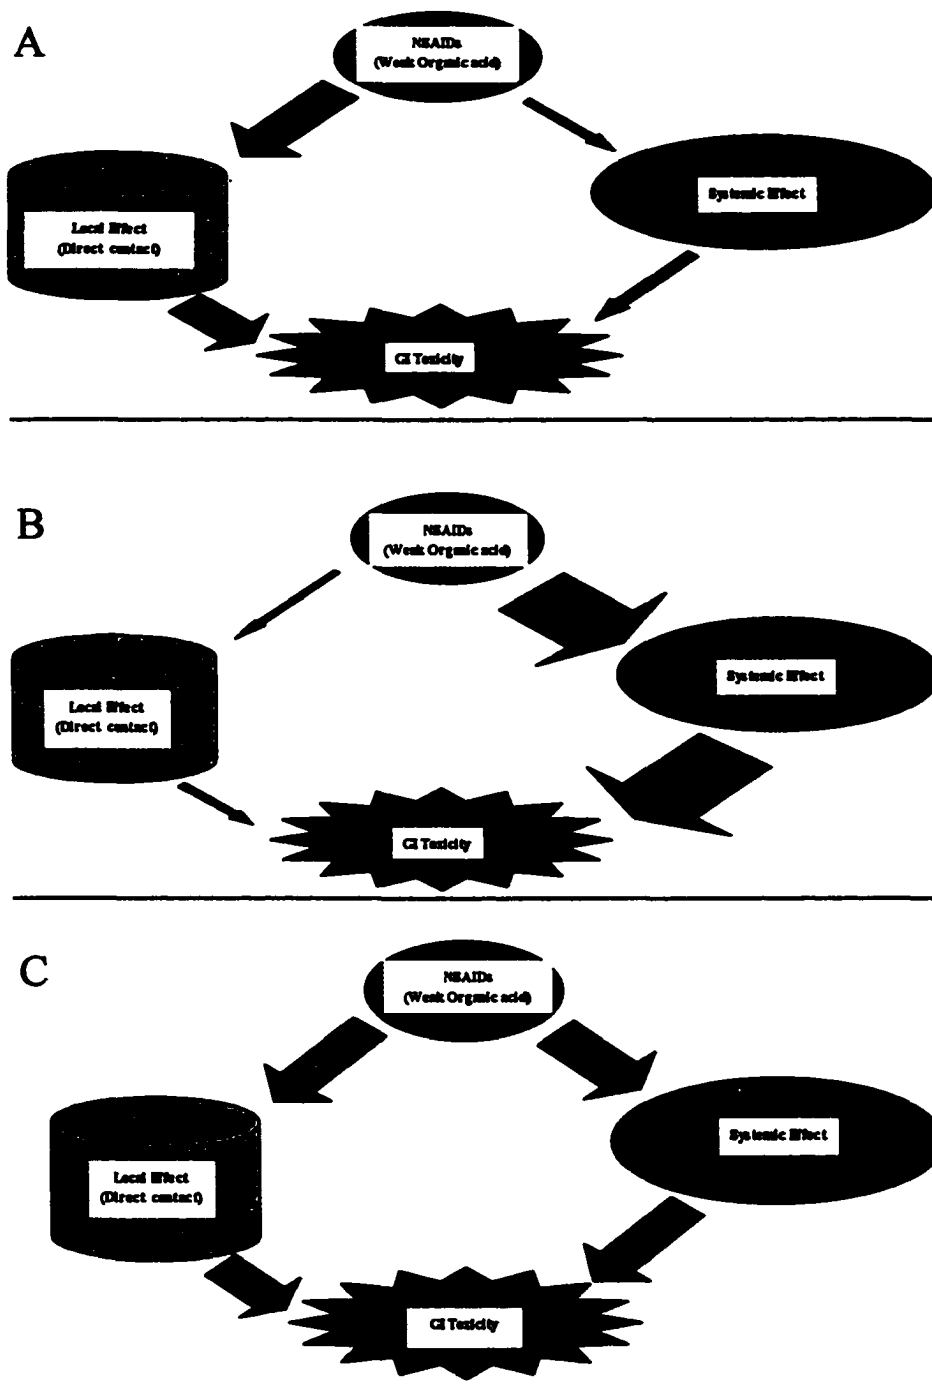 A
NSAIDs
(Weak Organic acid)
Systemic Effect
Local Effect
(Direct contact)
GI Toxicity
B
NSAIDs
(Weak Organic acid)
Systemic Effect
Local Effect
(Direct contact)
GI Toxicity
C
NSAIDs
(Weak Organic acid)
Systemic Effect
Local Effect
(Direct contact)
GI Toxicity